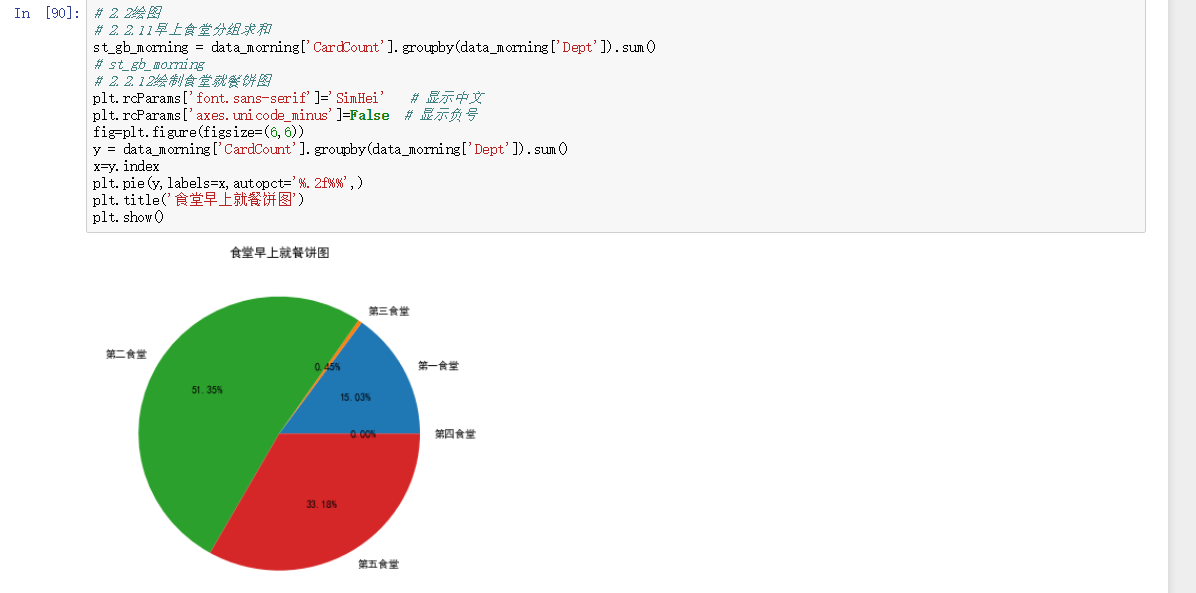 In [90]:
# 2.2绘图
# 2.2.11早上食堂分组求和
st_gb_morning = data_morning['CardCount'].groupby(data_morning['Dept']).sum()
# st_gb_morning
# 2.2.12绘制食堂就餐饼图
plt.rcParams['font.sans-serif']='SimHei'   # 显示中文
plt.rcParams['axes.unicode_minus']=False  # 显示负号
fig=plt.figure(figsize=(6,6))
y = data_morning['CardCount'].groupby(data_morning['Dept']).sum()
x=y.index
plt.pie(y,labels=x,autopct='%.2f%%',)
plt.title('食堂早上就餐饼图')
plt.show()
食堂早上就餐饼图
第三食堂
第二食堂
第一食堂
0.45%
51.35%
15.03%
第四食堂
0.00%
33.18%
第五食堂